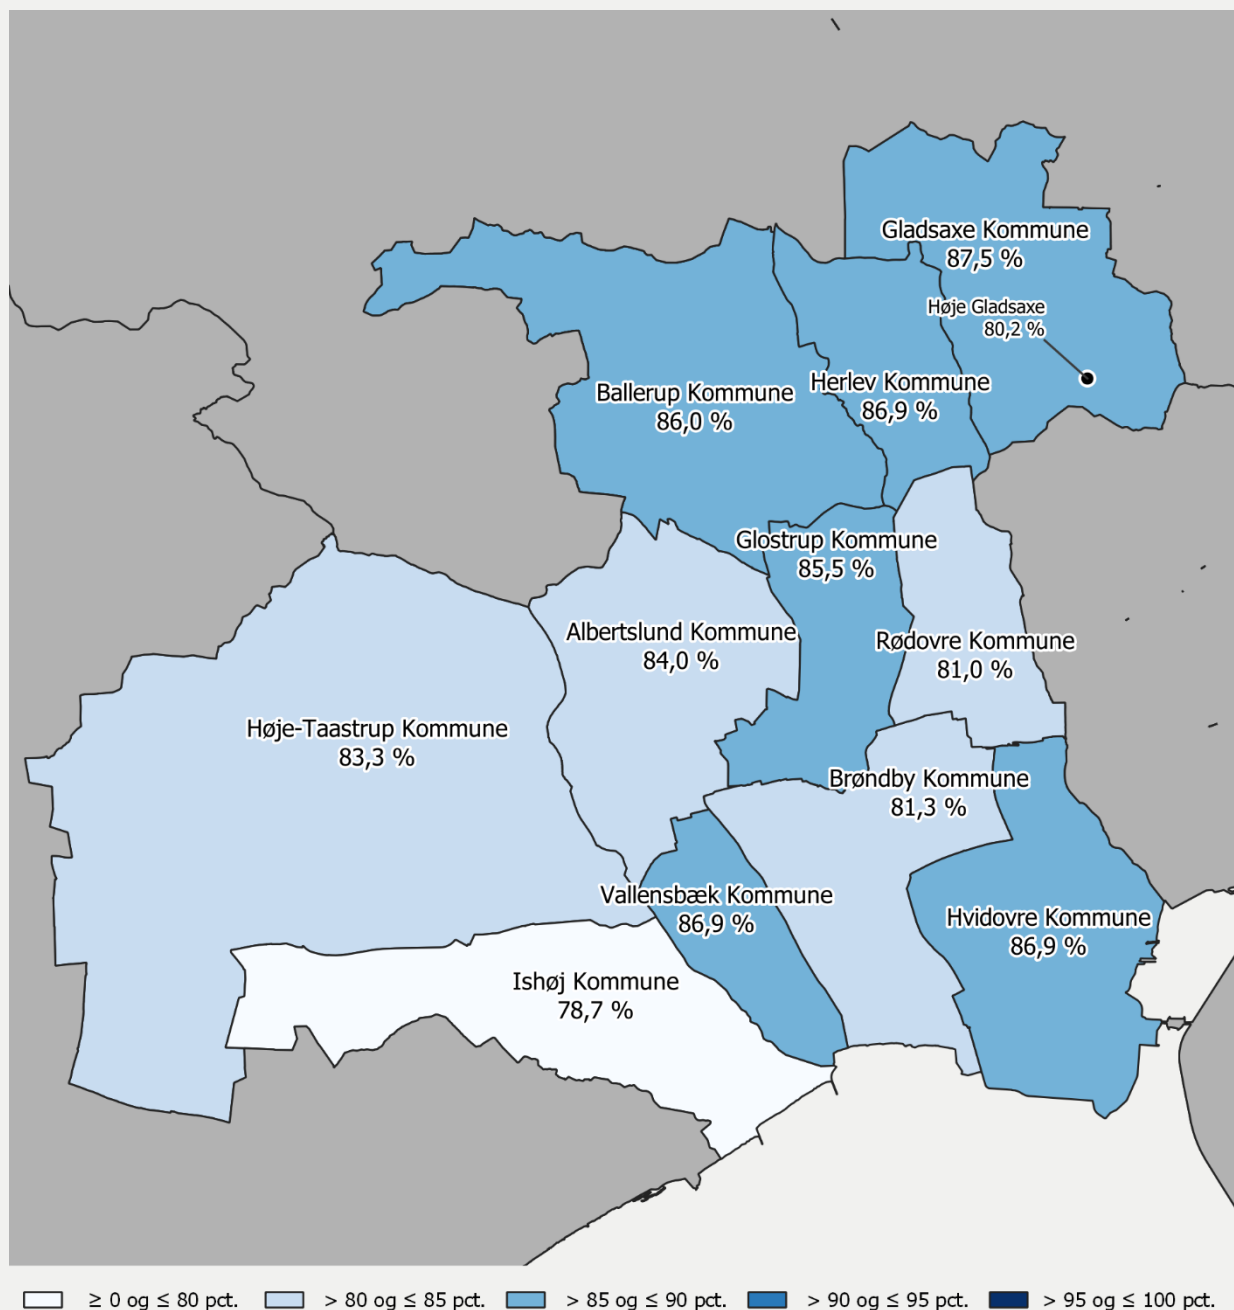 Gladsaxe Kommune
87,5 %
Høje Gladsaxe
80,2 %
Ballerup Kommune
86,0 %
Herlev Kommune
86,9 %
Glostrup Kommune
85,5 %
Albertslund Kommune
84,0 %
Rødovre Kommune
81,0 %
Høje-Taastrup Kommune
83,3 %
Brøndby Kommune
81,3 %
Vallensbæk Kommune
86,9 %
Hvidovre Kommune
86,9 %
Ishøj Kommune
78,7 %
≥ 0 og ≤ 80 pct. > 80 og ≤ 85 pct. > 85 og ≤ 90 pct. > 90 og ≤ 95 pct. > 95 og ≤ 100 pct.